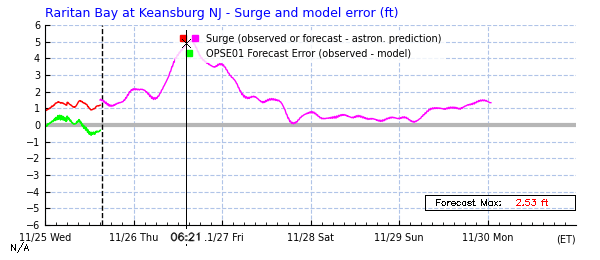 Raritan Bay at Keansburg NJ - Surge and model error (ft)
Surge (observed or forecast - astron. prediction)
OPSE01 Forecast Error (observed - model)
6
5
4
3
2
1
0
−1
−2
−3
−4
−5
−6
Forecast Max: 2.53 ft
11/25 Wed 11/26 Thu 06:21 .1/27 Fri 11/28 Sat 11/29 Sun 11/30 Mon (ET)
N/A